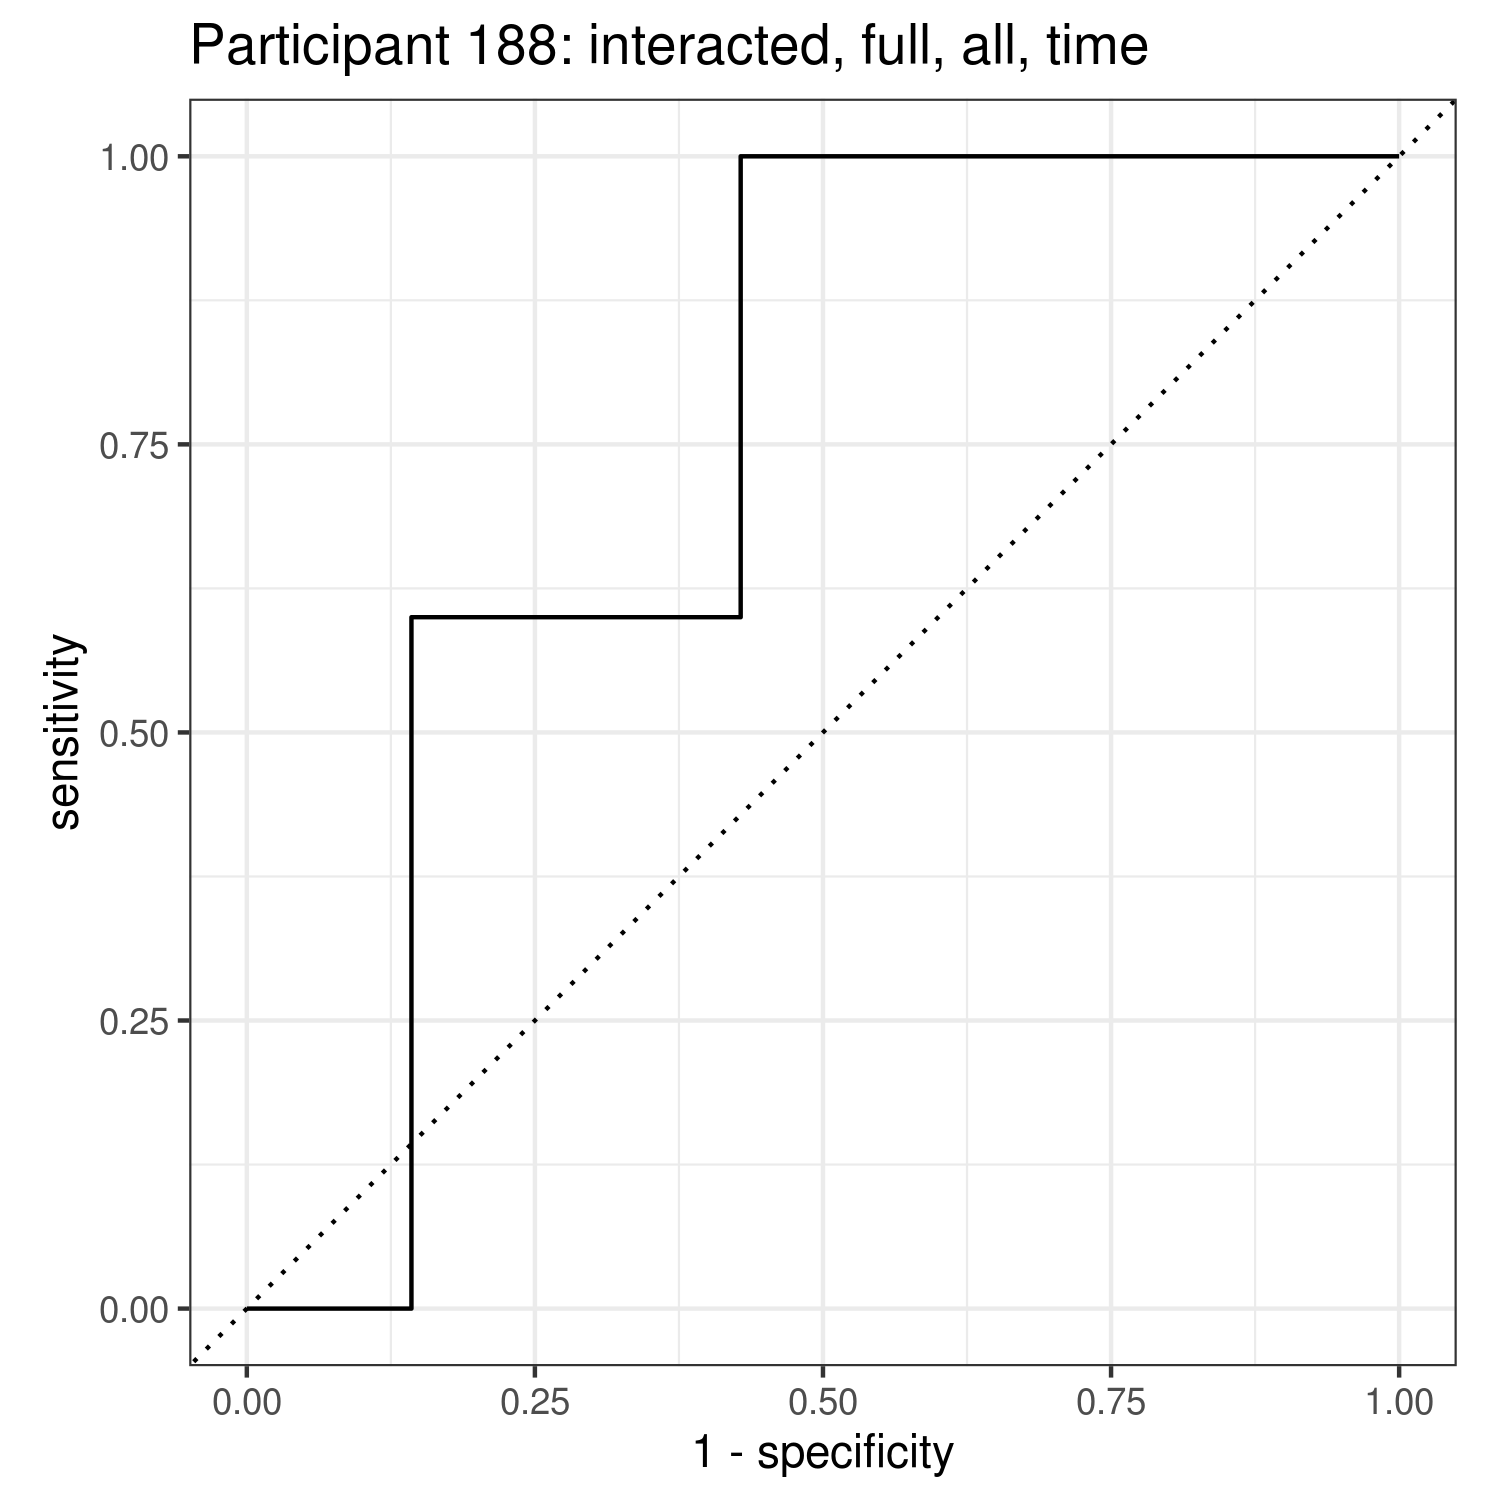 Participant 188: interacted, full, all, time
1.00
0.75
0.50
0.25
0.00
sensitivity
0.00 0.25 0.50 0.75 1.00
1 - specificity